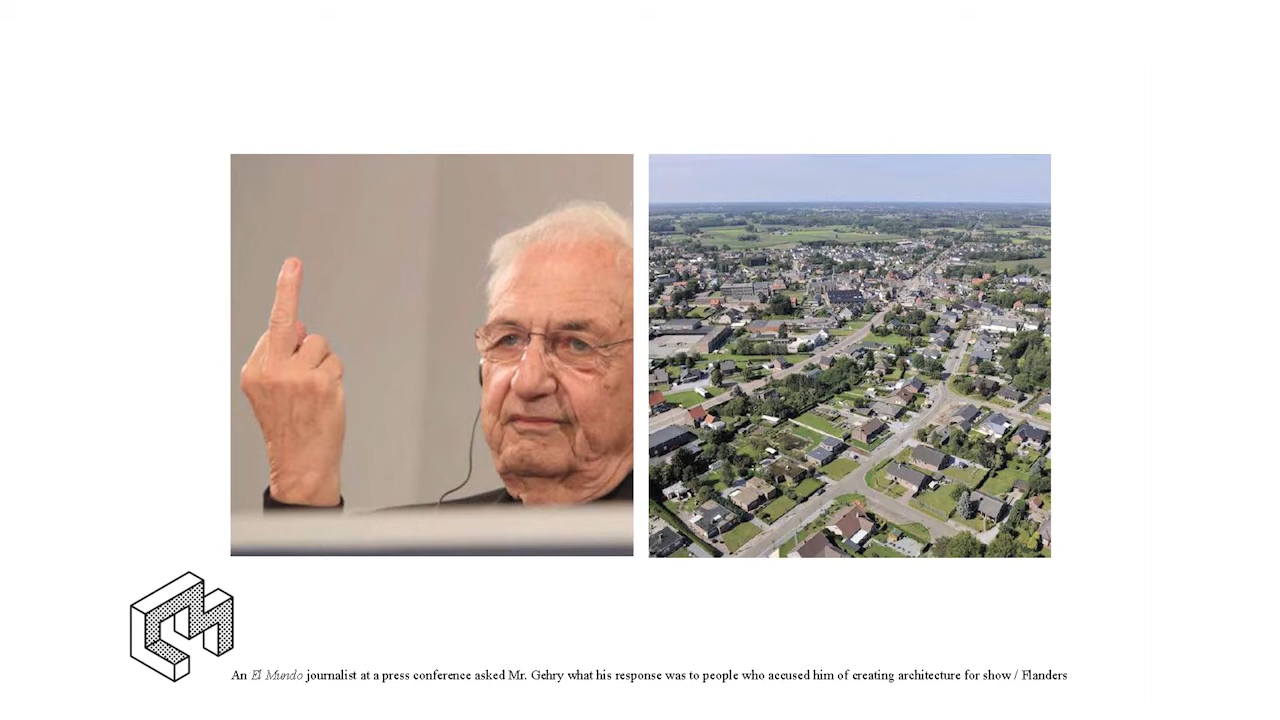 An El Mundo journalist at a press conference asked Mr. Gehry what his response was to people who accused him of creating architecture for show / Flanders